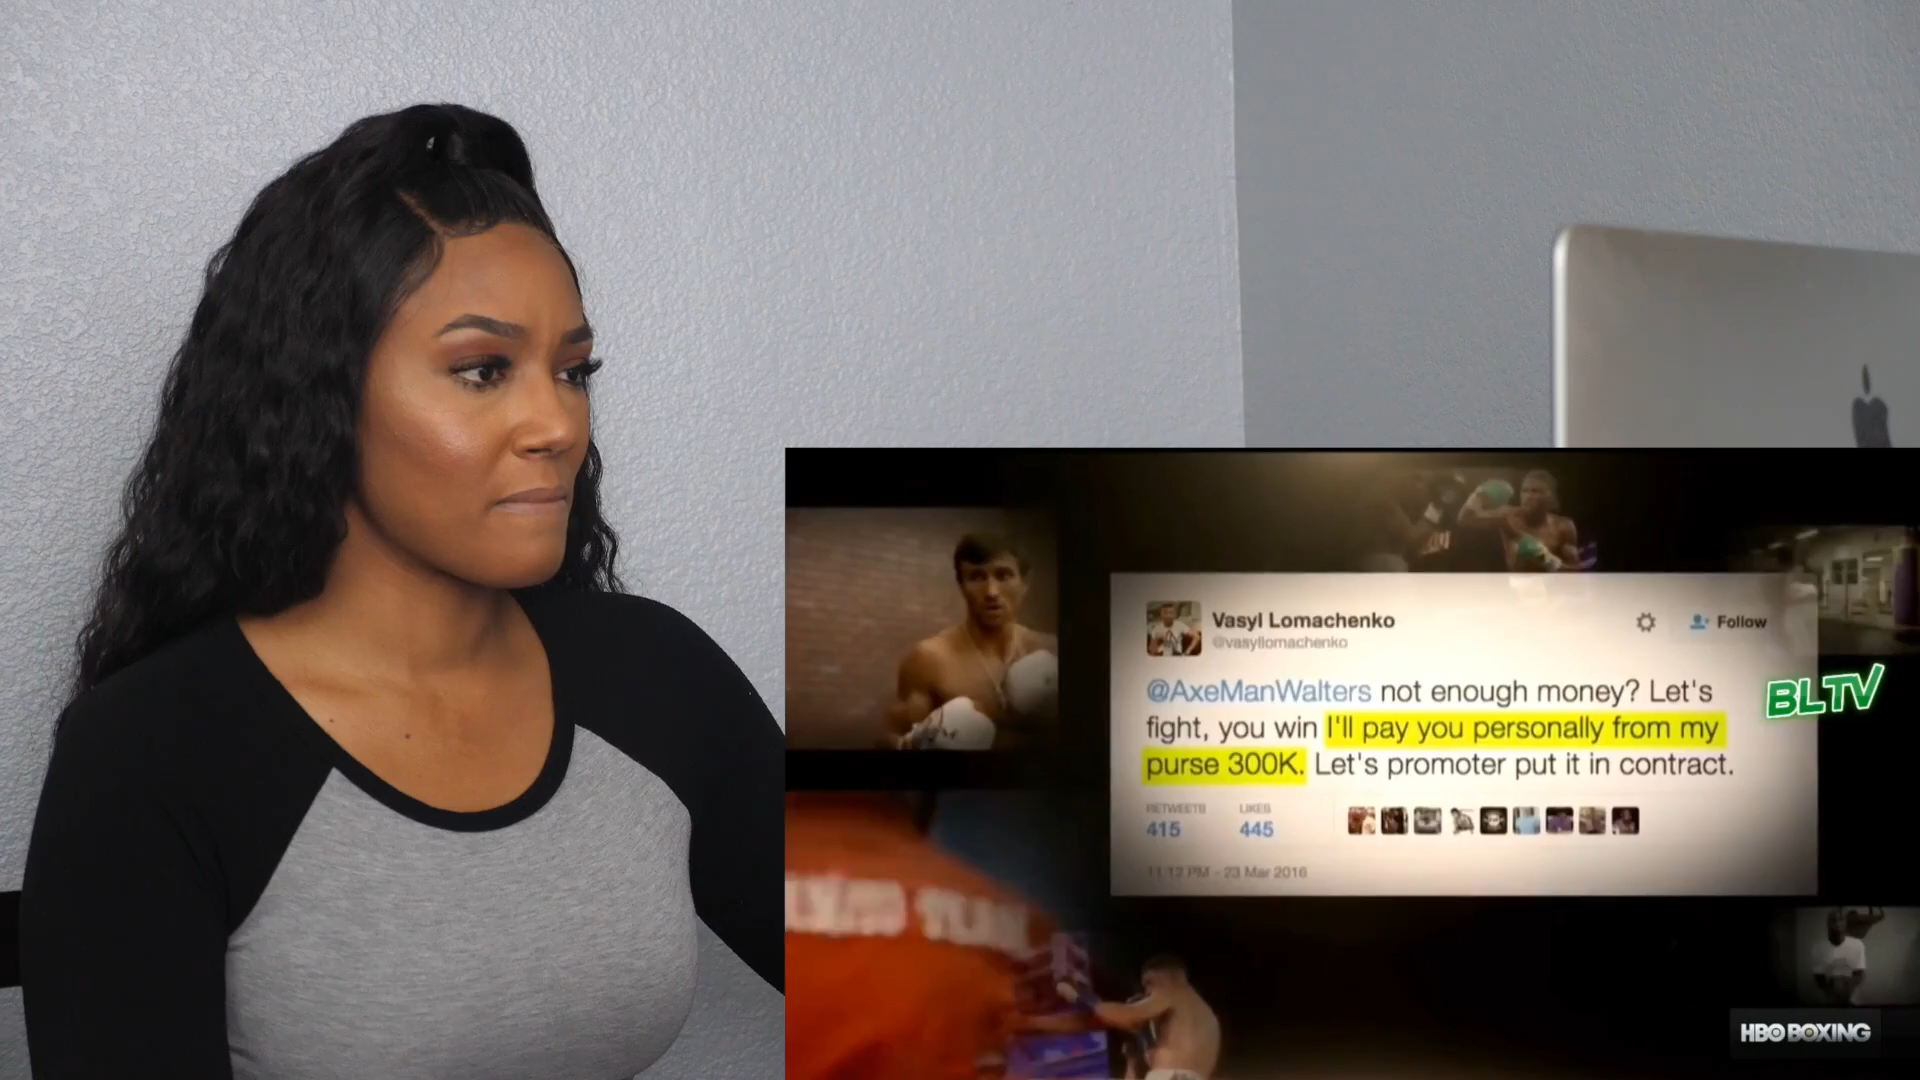 Vasyl Lomachenko
@vasyllomachenko
Follow
@AxeManWalters not enough money? Let's
fight, you win I'll pay you personally from my
purse 300K. Let's promoter put it in contract.
RETWEETS LIKES
415 445
11:12 PM - 23 Mar 2016
BLTV
HBO BOXING